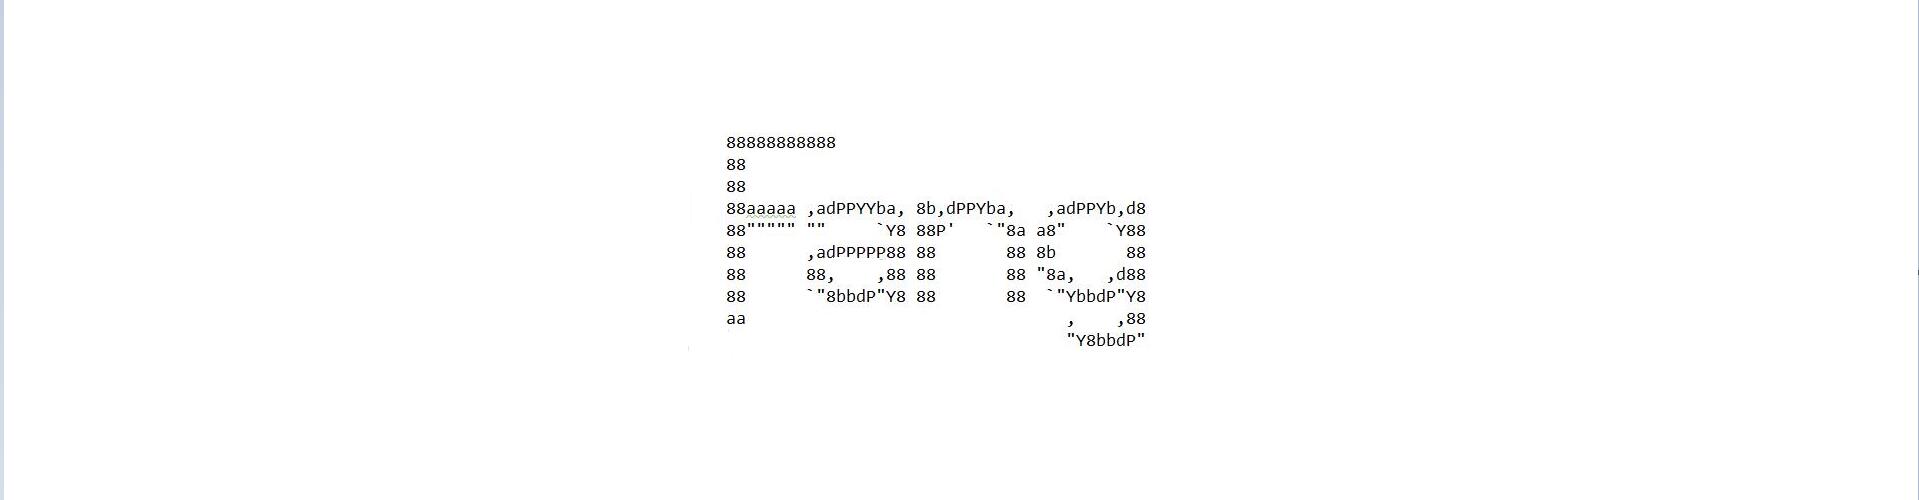 88888888888
88
88
88aaaaa ,adPPYYba, 8b,dPPYba,   ,adPPYb,d8
88""""" ""     `Y8 88P'   `"8a a8"    `Y88
88      ,adPPPPP88 88       88 8b       88
88      88,    ,88 88       88 "8a,   ,d88
88      `"8bbdP"Y8 88       88  `"YbbdP"Y8
aa                                ,    ,88
                                  "Y8bbdP"